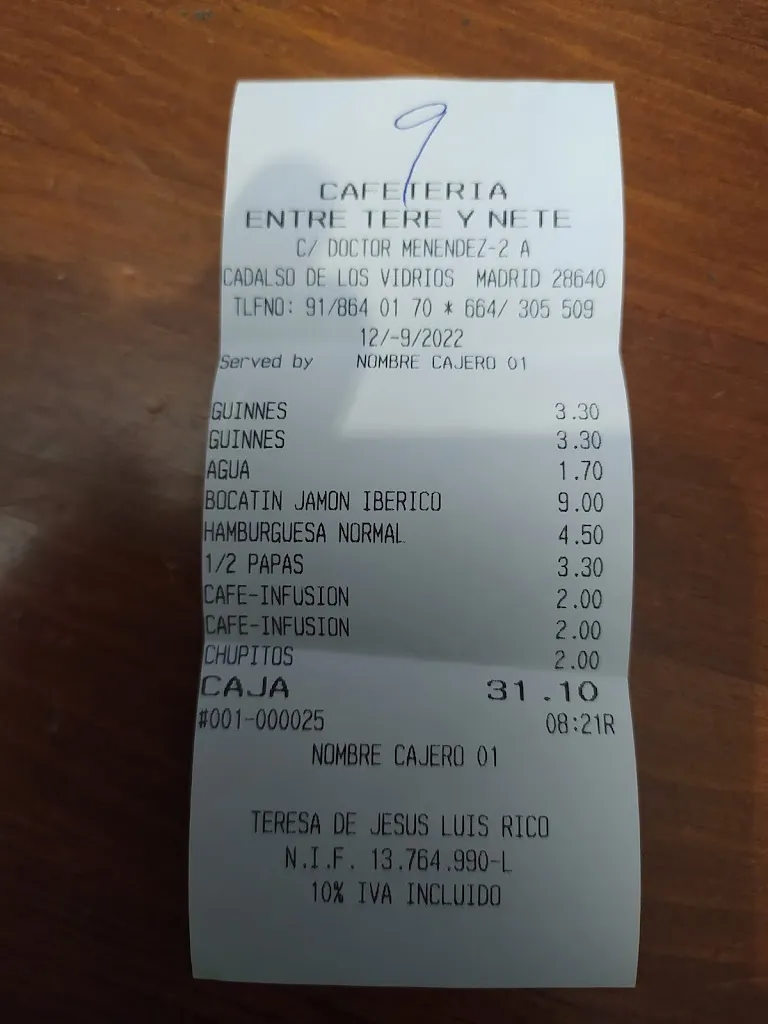 9
CAFETERIA
ENTRE TERE Y NETE
C/ DOCTOR MENENDEZ-2 A
CADALSO DE LOS VIDRIOS MADRID 28640
TLFNO: 91/864 01 70 * 664/ 305 509
12/-9/2022
Served by NOMBRE CAJERO 01
GUINNES 3.30
GUINNES 3.30
AGUA 1.70
BOCATIN JAMON IBERICO 9.00
HAMBURGUESA NORMAL 4.50
1/2 PAPAS 3.30
CAFE-INFUSION 2.00
CAFE-INFUSION 2.00
CHUPITOS 2.00
CAJA 31.10
#001-000025 08:21R
NOMBRE CAJERO 01
TERESA DE JESUS LUIS RICO
N.I.F. 13.764.990-L
10% IVA INCLUIDO